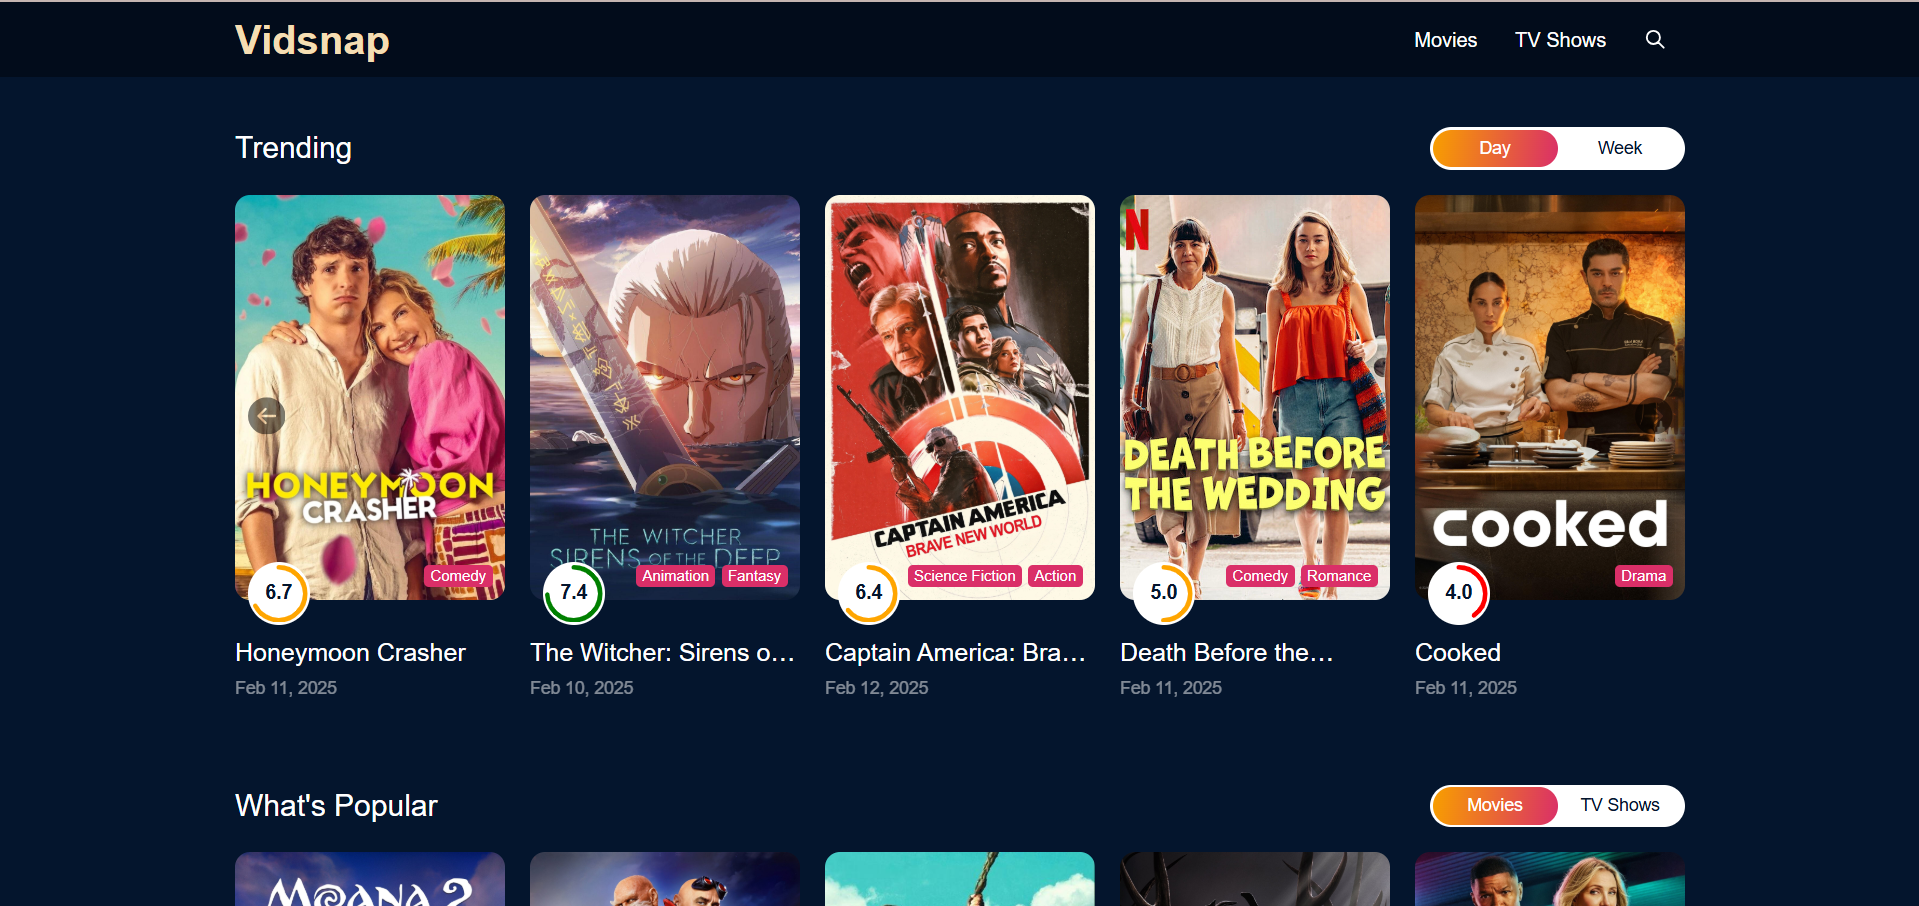 Vidsnap
Movies
TV Shows
Trending
Day
Week
HONEYMOON
CRASHER
6.7
Comedy
Honeymoon Crasher
Feb 11, 2025
THE WITCHER
SIRENS OF THE DEEP
7.4
Animation
Fantasy
The Witcher: Sirens o...
Feb 10, 2025
CAPTAIN AMERICA
BRAVE NEW WORLD
6.4
Science Fiction
Action
Captain America: Bra...
Feb 12, 2025
N
DEATH BEFORE
THE WEDDING
5.0
Comedy
Romance
Death Before the...
Feb 11, 2025
cooked
4.0
Drama
Cooked
Feb 11, 2025
What's Popular
Movies
TV Shows
MOANA 2